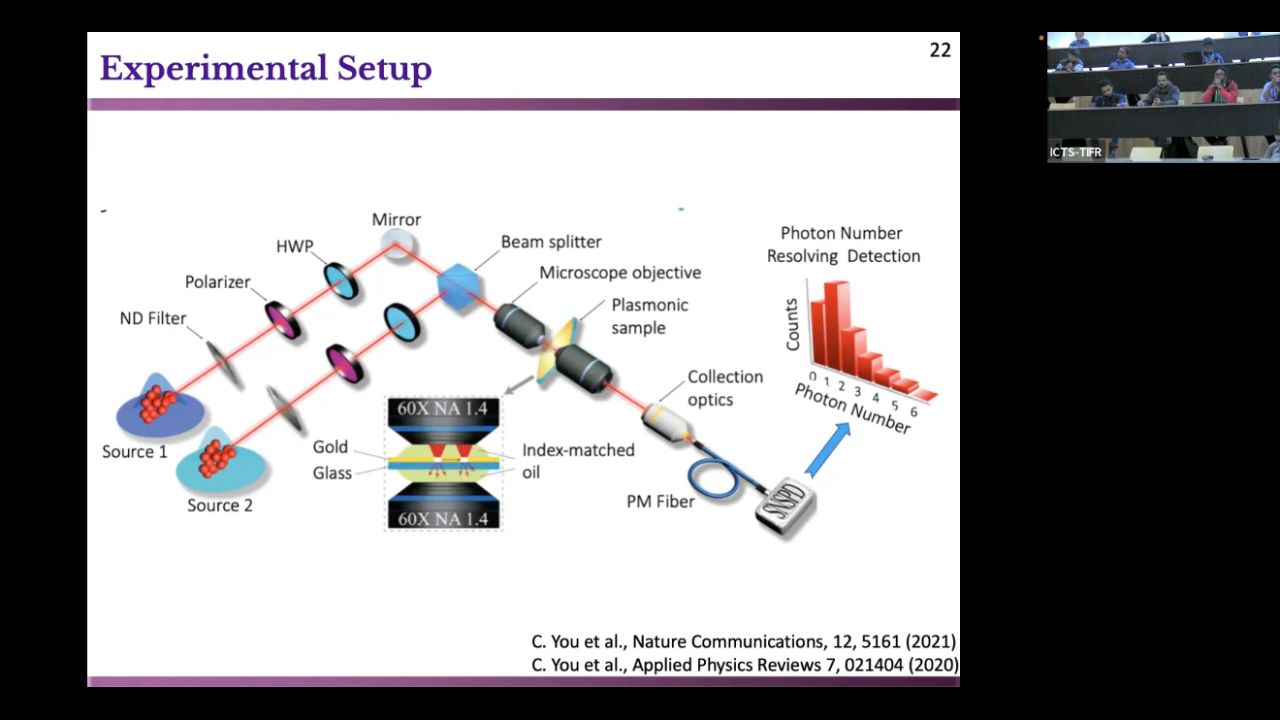 Experimental Setup
22
Mirror
HWP
Beam splitter
Polarizer
Microscope objective
ND Filter
Plasmonic
sample
Photon Number
Resolving Detection
Counts
0 1 2 3 4 5 6
Photon Number
Collection
optics
60X NA 1.4
Gold
Glass
Index-matched
oil
60X NA 1.4
Source 1
Source 2
PM Fiber
SNSPD
C. You et al., Nature Communications, 12, 5161 (2021)
C. You et al., Applied Physics Reviews 7, 021404 (2020)
ICTS-TIFR